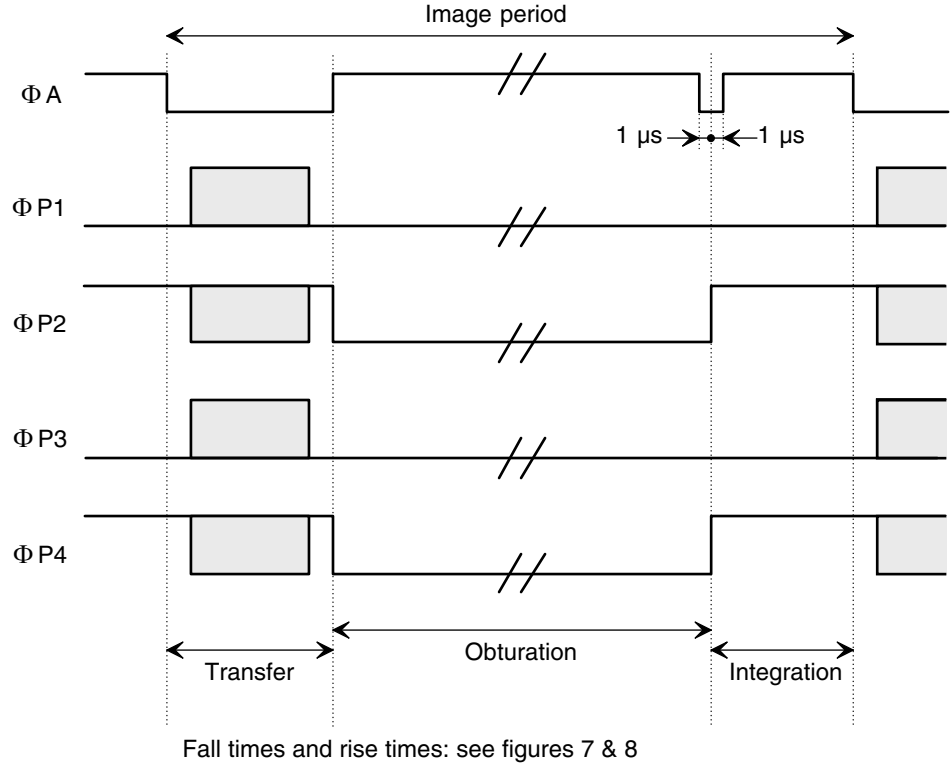 Image period
Φ A
1 µs 1 µs
Φ P1
Φ P2
Φ P3
Φ P4
Transfer
Obturation
Integration
Fall times and rise times: see figures 7 & 8